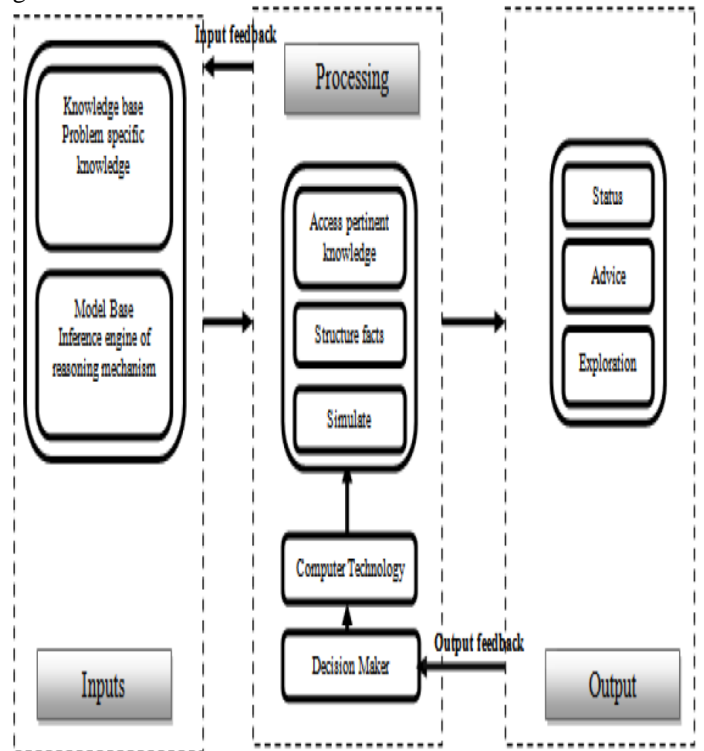 Input feedback
Knowledge base
Problem specific
knowledge
Model Base
Inference engine of
reasoning mechanism
Inputs
Processing
Access pertinent
knowledge
Structure facts
Simulate
Computer Technology
Decision Maker
Output feedback
Status
Advice
Exploration
Output